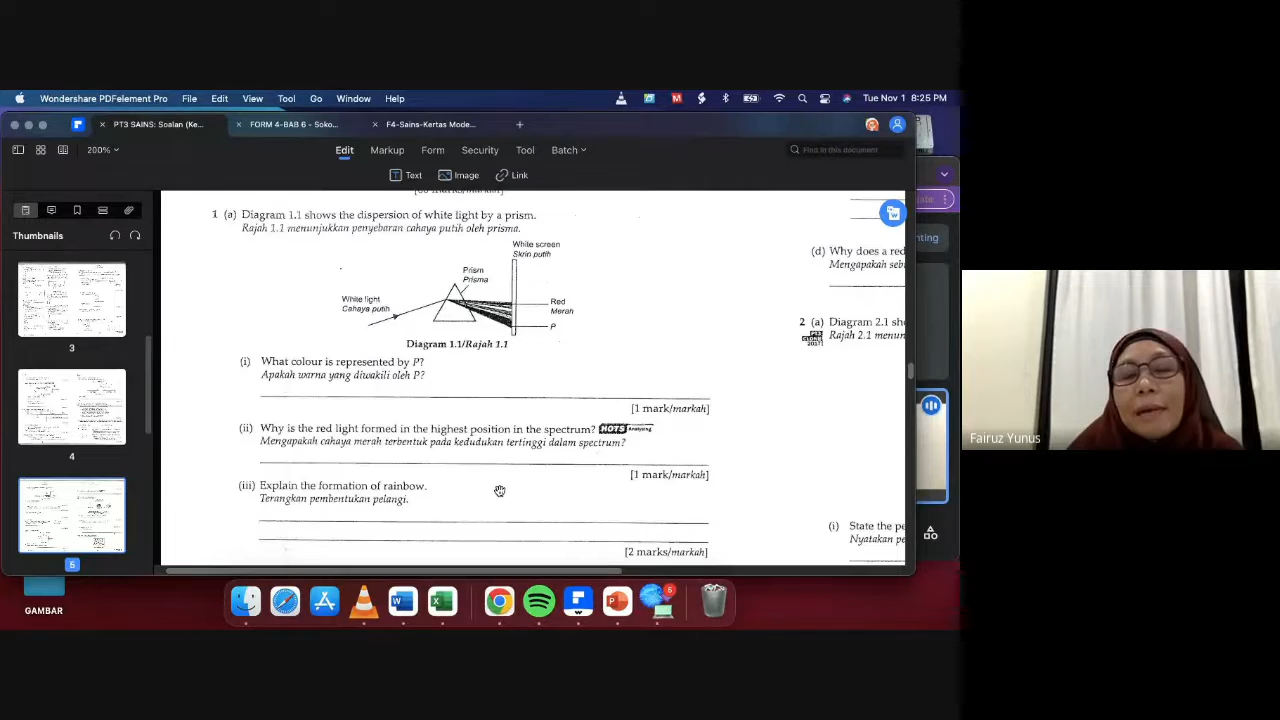 Wondershare PDFelement Pro File Edit View Tool Go Window Help
Tue Nov 1 8:25 PM
PT3 SAINS: Soalan (Ke...
FORM 4-BAB 6 - Soko...
F4-Sains-Kertas Mode...
200%
Edit Markup Form Security Tool Batch
Find in this document
Text Image Link
Thumbnails
3
4
5
1 (a) Diagram 1.1 shows the dispersion of white light by a prism.
Rajah 1.1 menunjukkan penyebaran cahaya putih oleh prisma.
White screen
Skrin putih
Prism
Prisma
White light
Cahaya putih
Red
Merah
P
Diagram 1.1/Rajah 1.1
(i) What colour is represented by P?
Apakah warna yang diwakili oleh P?
[1 mark/markah]
(ii) Why is the red light formed in the highest position in the spectrum? HOTS Analysing
Mengapakah cahaya merah terbentuk pada kedudukan tertinggi dalam spectrum?
[1 mark/markah]
(iii) Explain the formation of rainbow.
Terangkan pembentukan pelangi.
[2 marks/markah]
(d) Why does a red
Mengapakah seb
2 (a) Diagram 2.1 sh
Rajah 2.1 menun
(i) State the pe
Nyatakan pe
nting
GAMBAR
5
Fairuz Yunus